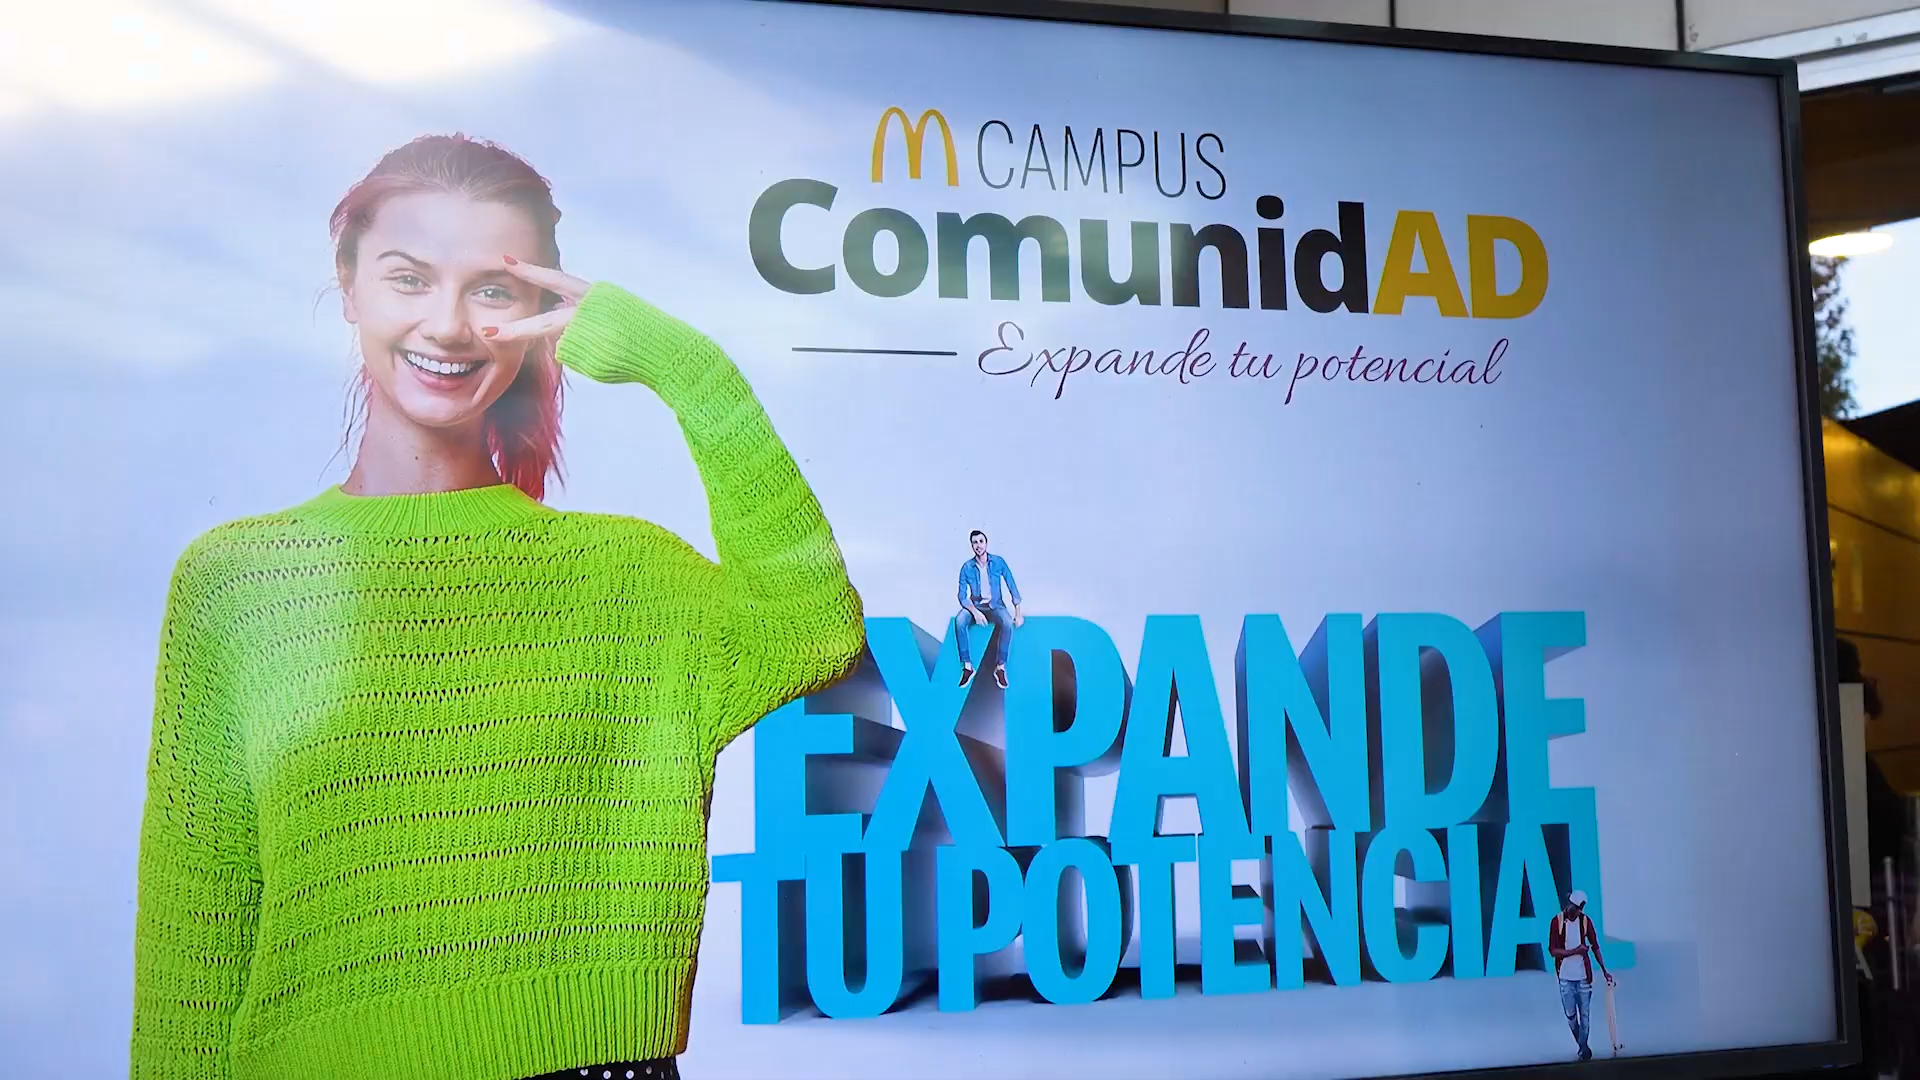 CAMPUS
ComunidAD
Expande tu potencial
EXPANDE
TU POTENCIAL